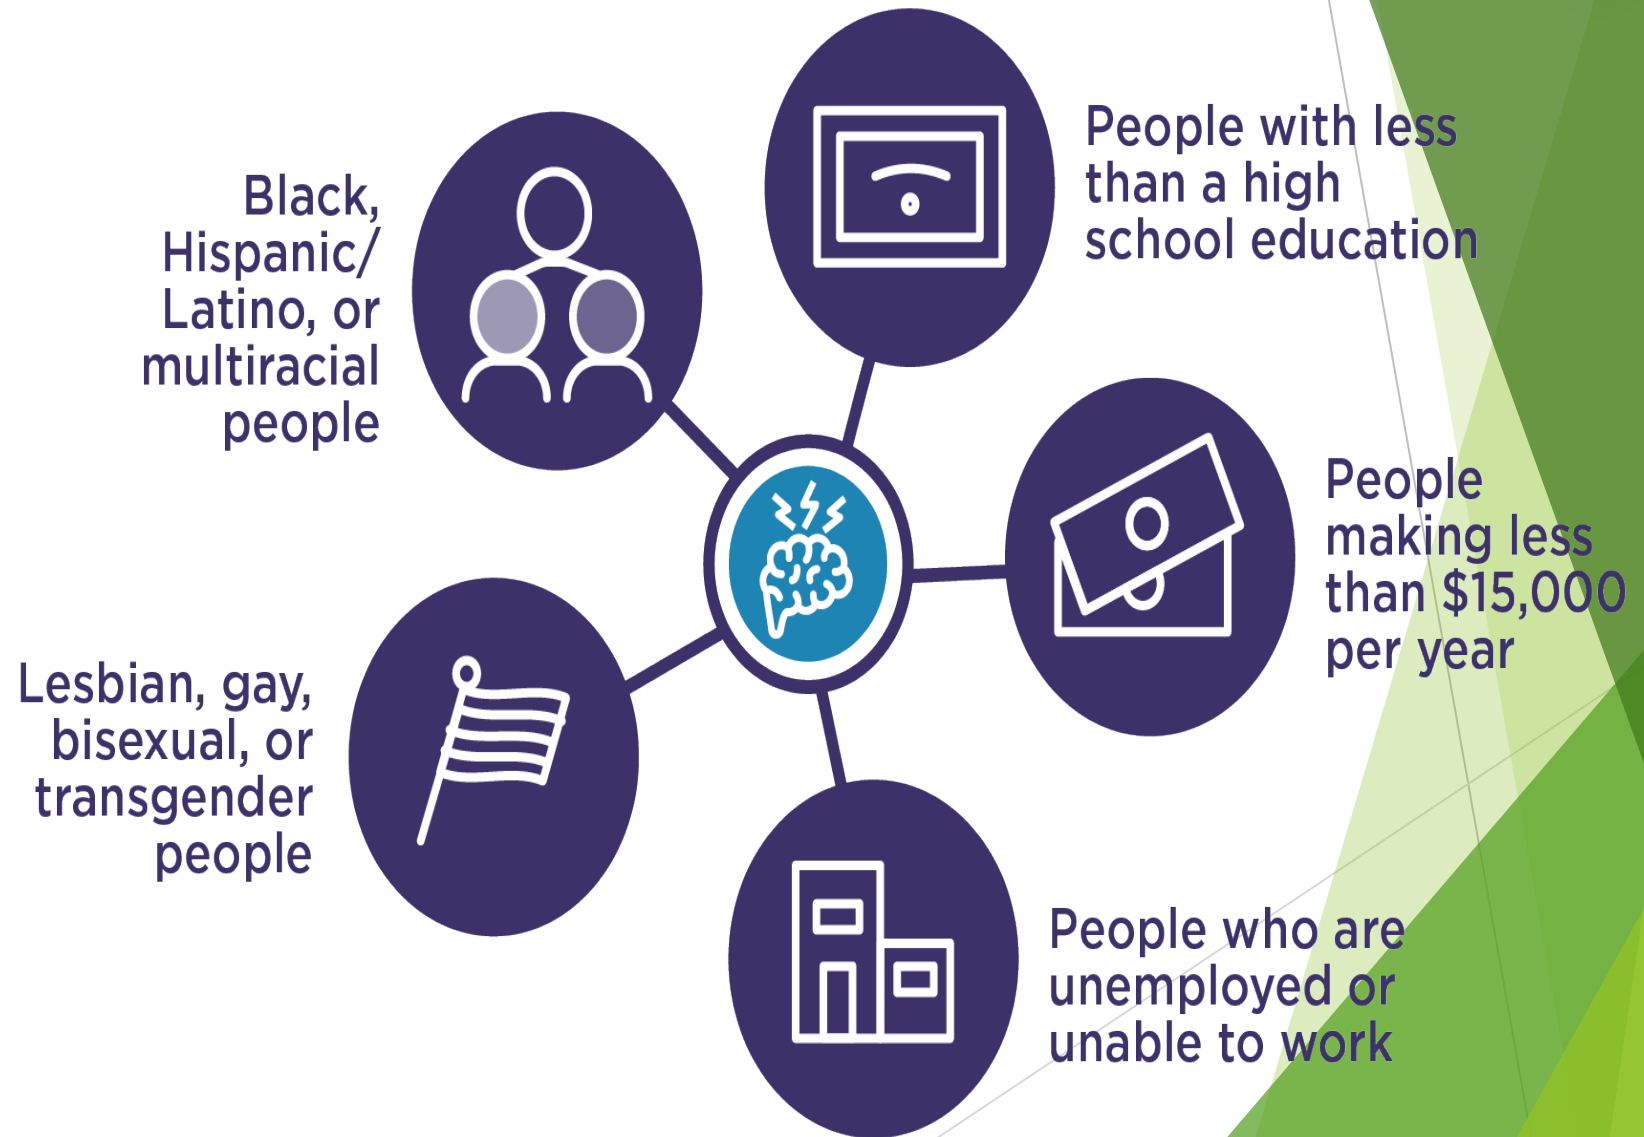 Black,
Hispanic/
Latino, or
multiracial
people
People with less
than a high
school education
People
making less
than $15,000
per year
Lesbian, gay,
bisexual, or
transgender
people
People who are
unemployed or
unable to work